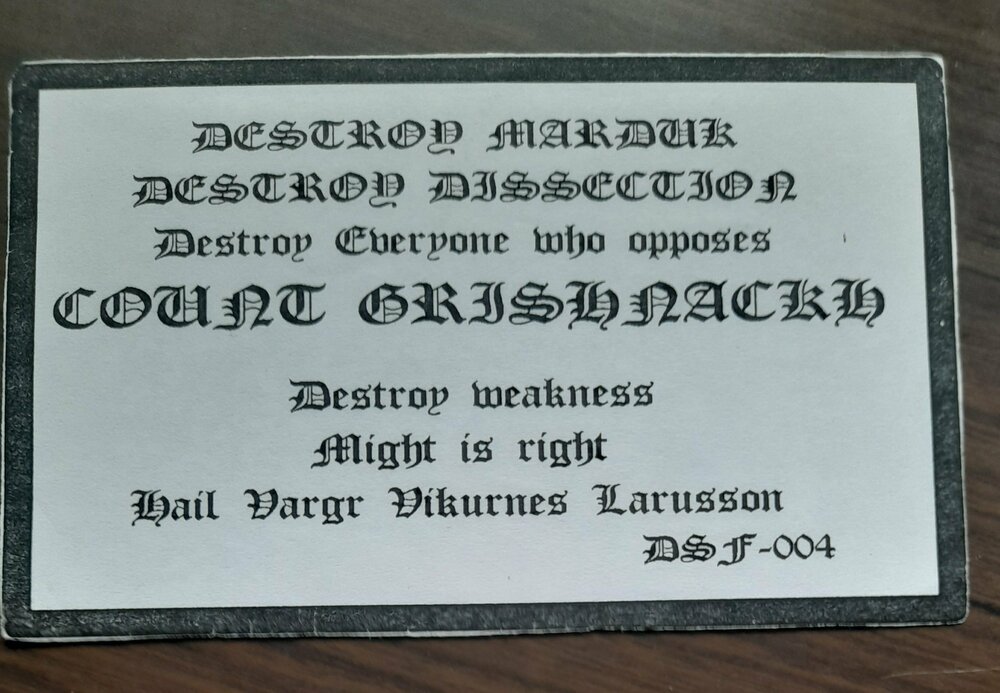 DESTROY MARDUK
DESTROY DISSECTION
Destroy Everyone who opposes
COUNT GRISHNACKH
Destroy weakness
Might is right
Hail Vargr Vikurnes Larusson
DSF-004